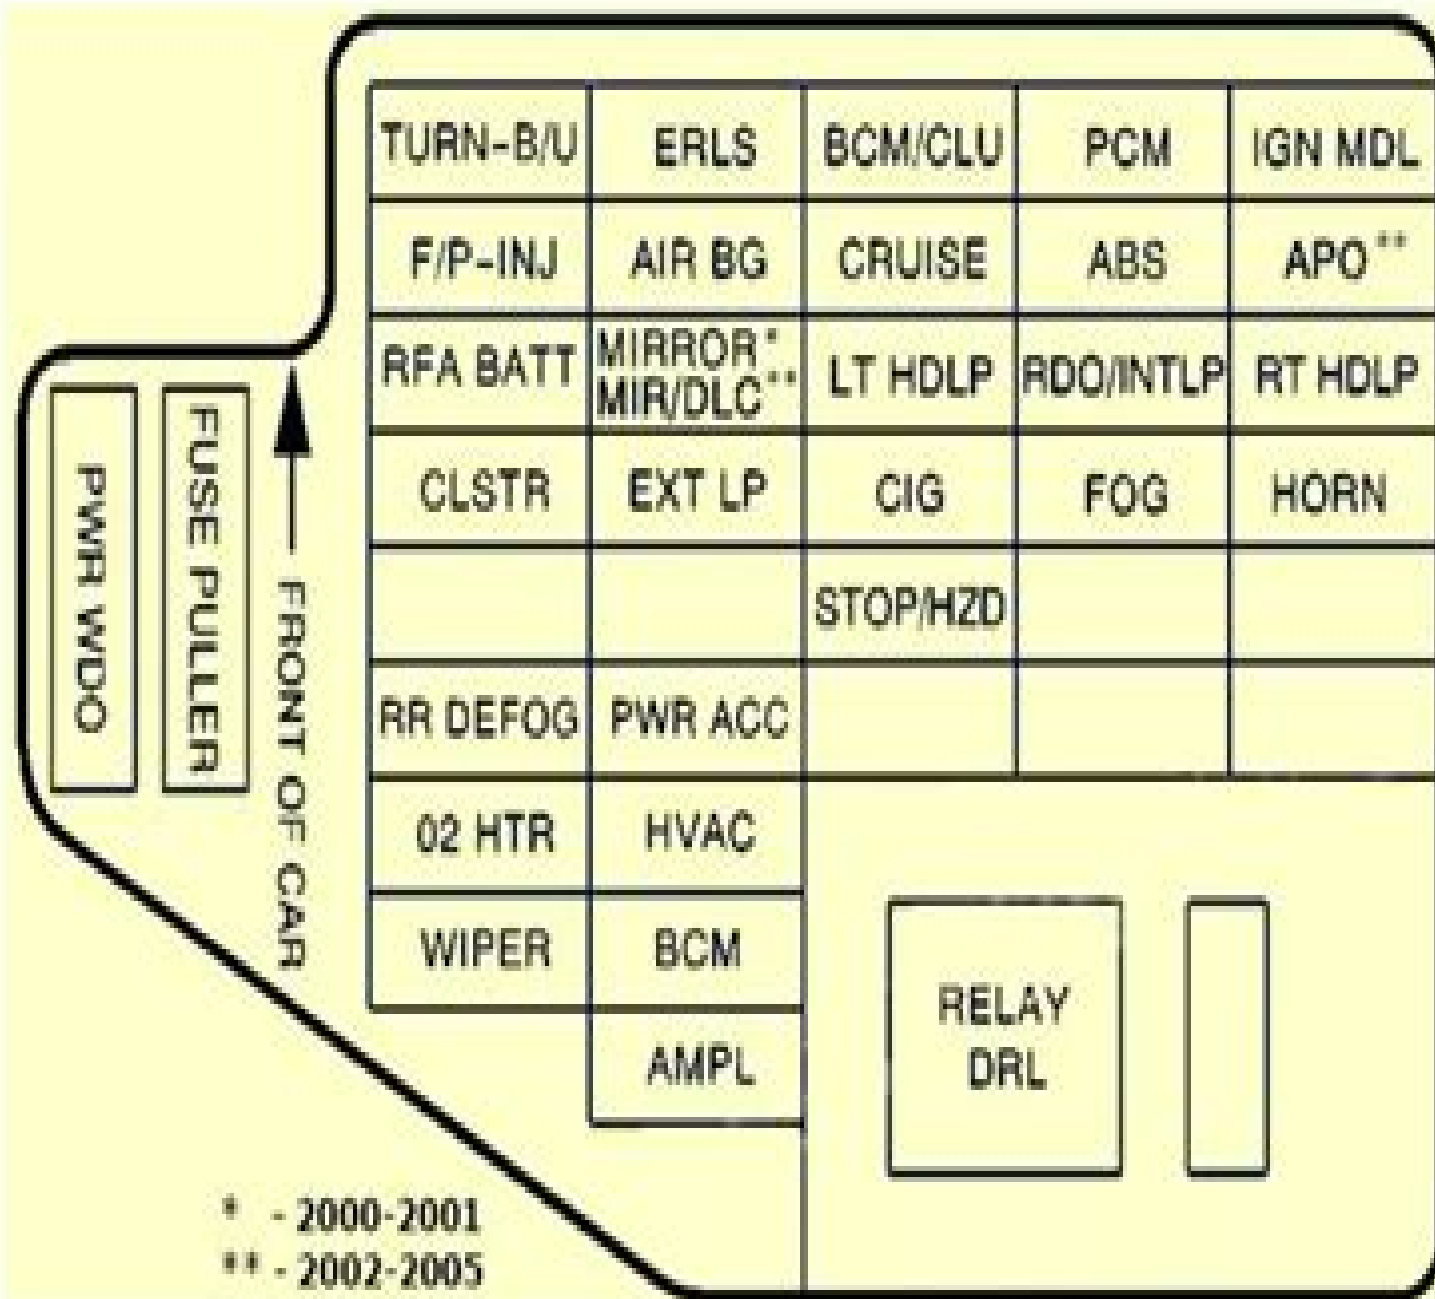 TURN-B/U ERLS BCM/CLU PCM IGN MDL
F/P-INJ AIR BG CRUISE ABS APO**
RFA BATT MIRROR* LT HDLP RDO/INTLP RT HDLP
MIR/DLC**
CLSTR EXT LP CIG FOG HORN
STOP/HZD
RR DEFOG PWR ACC
02 HTR HVAC
WIPER BCM
AMPL
RELAY
DRL
PWR WDO
FUSE PULLER
FRONT OF CAR
* - 2000-2001
** - 2002-2005